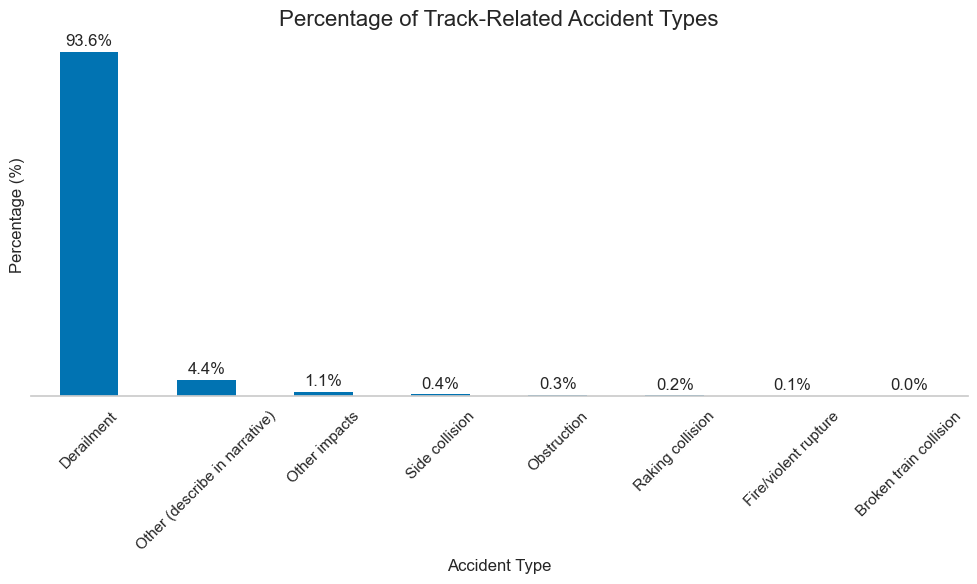 Percentage of Track-Related Accident Types
Percentage (%)
93.6%
4.4%
1.1%
0.4%
0.3%
0.2%
0.1%
0.0%
Derailment
Other (describe in narrative)
Other impacts
Side collision
Obstruction
Raking collision
Fire/violent rupture
Broken train collision
Accident Type